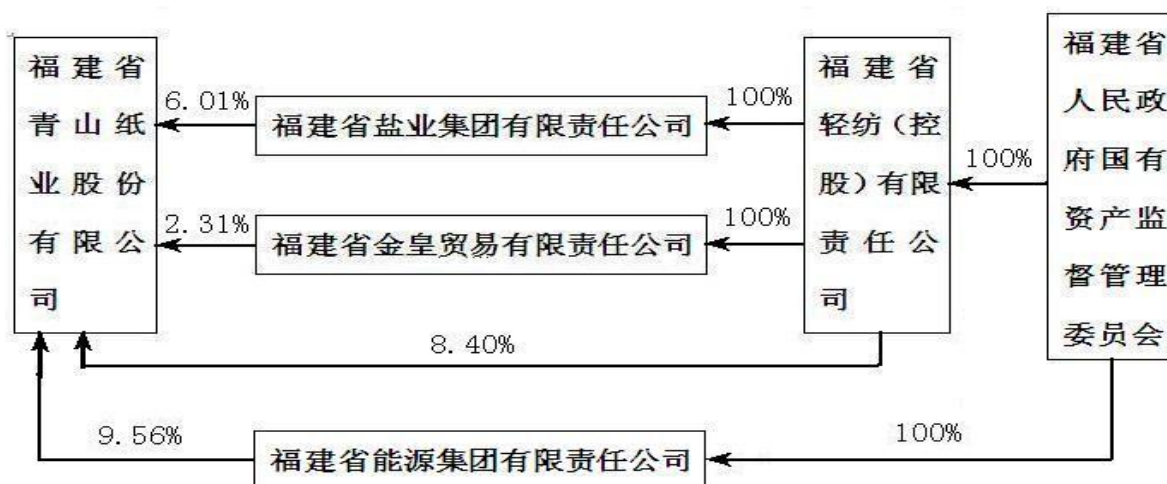 福建省
青山纸
业股份
有限公
司
6.01%
福建省盐业集团有限责任公司
100%
2.31%
福建省金皇贸易有限责任公司
100%
8.40%
福建省
轻纺（控
股）有限
责任公
司
100%
福建省
人民政
府国有
资产监
督管理
委员会
9.56%
福建省能源集团有限责任公司
100%